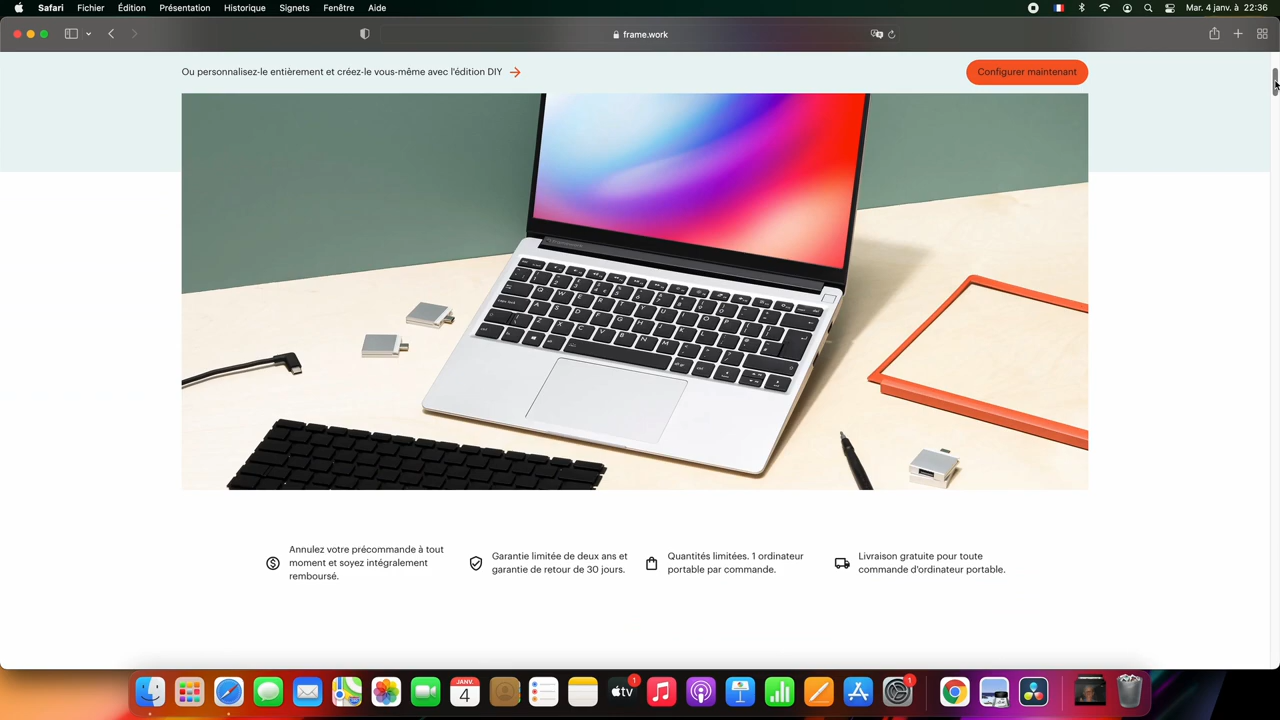 Safari Fichier Édition Présentation Historique Signets Fenêtre Aide Mar. 4 janv. à 22:36
frame.work
Ou personnalisez-le entièrement et créez-le vous-même avec l'édition DIY
Configurer maintenant
Annulez votre précommande à tout
moment et soyez intégralement
remboursé.
Garantie limitée de deux ans et
garantie de retour de 30 jours.
Quantités limitées. 1 ordinateur
portable par commande.
Livraison gratuite pour toute
commande d'ordinateur portable.
JANV.
4
tv
1
1